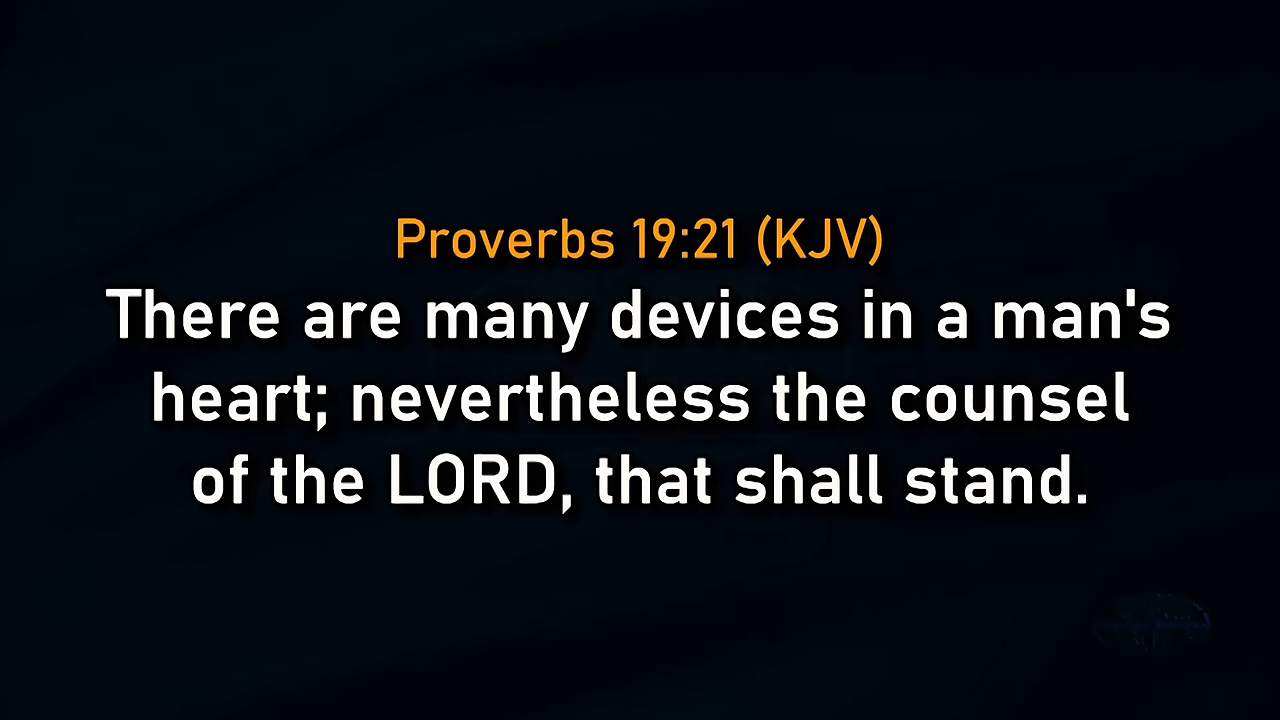 Proverbs 19:21 (KJV)
There are many devices in a man's
heart; nevertheless the counsel
of the LORD, that shall stand.